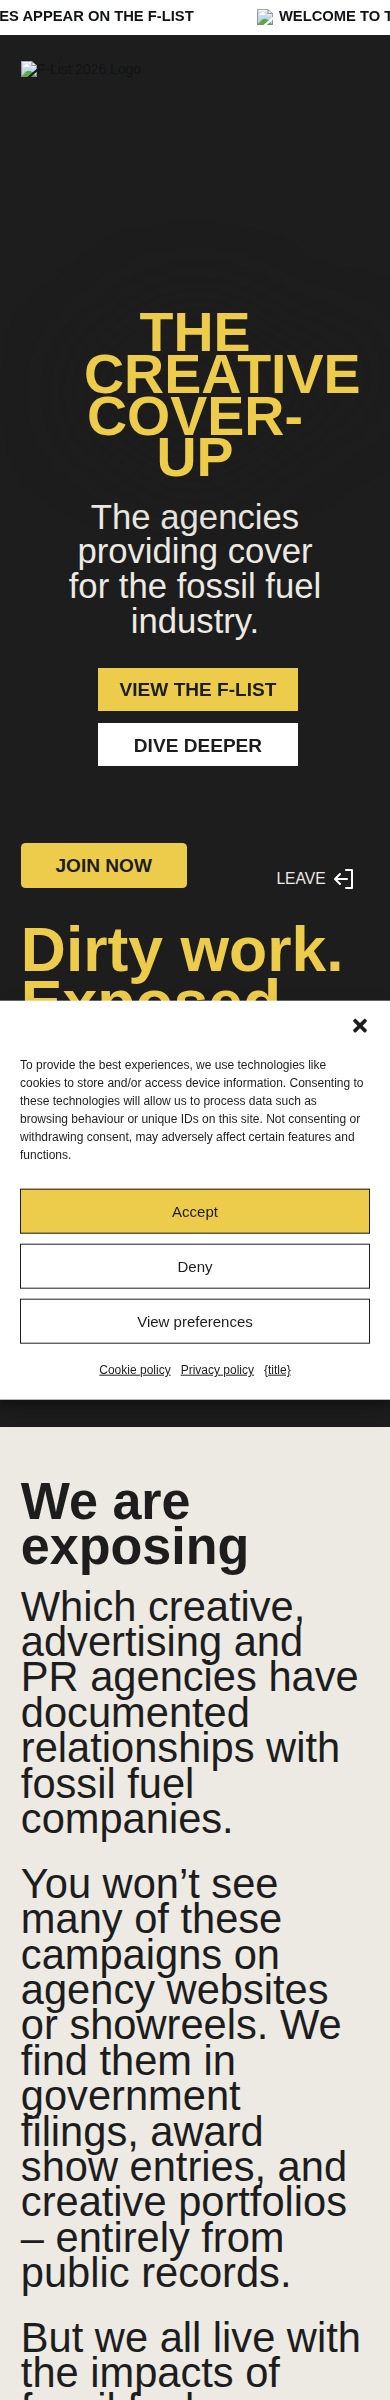 ES APPEAR ON THE F-LIST WELCOME TO T
F-List 2026 Logo
THE
CREATIVE
COVER-
UP
The agencies
providing cover
for the fossil fuel
industry.
VIEW THE F-LIST
DIVE DEEPER
JOIN NOW
LEAVE
Dirty work.
Exposed
To provide the best experiences, we use technologies like
cookies to store and/or access device information. Consenting to
these technologies will allow us to process data such as
browsing behaviour or unique IDs on this site. Not consenting or
withdrawing consent, may adversely affect certain features and
functions.
Accept
Deny
View preferences
Cookie policy Privacy policy {title}
We are
exposing
Which creative,
advertising and
PR agencies have
documented
relationships with
fossil fuel
companies.
You won’t see
many of these
campaigns on
agency websites
or showreels. We
find them in
government
filings, award
show entries, and
creative portfolios
– entirely from
public records.
But we all live with
the impacts of
fossil fuel